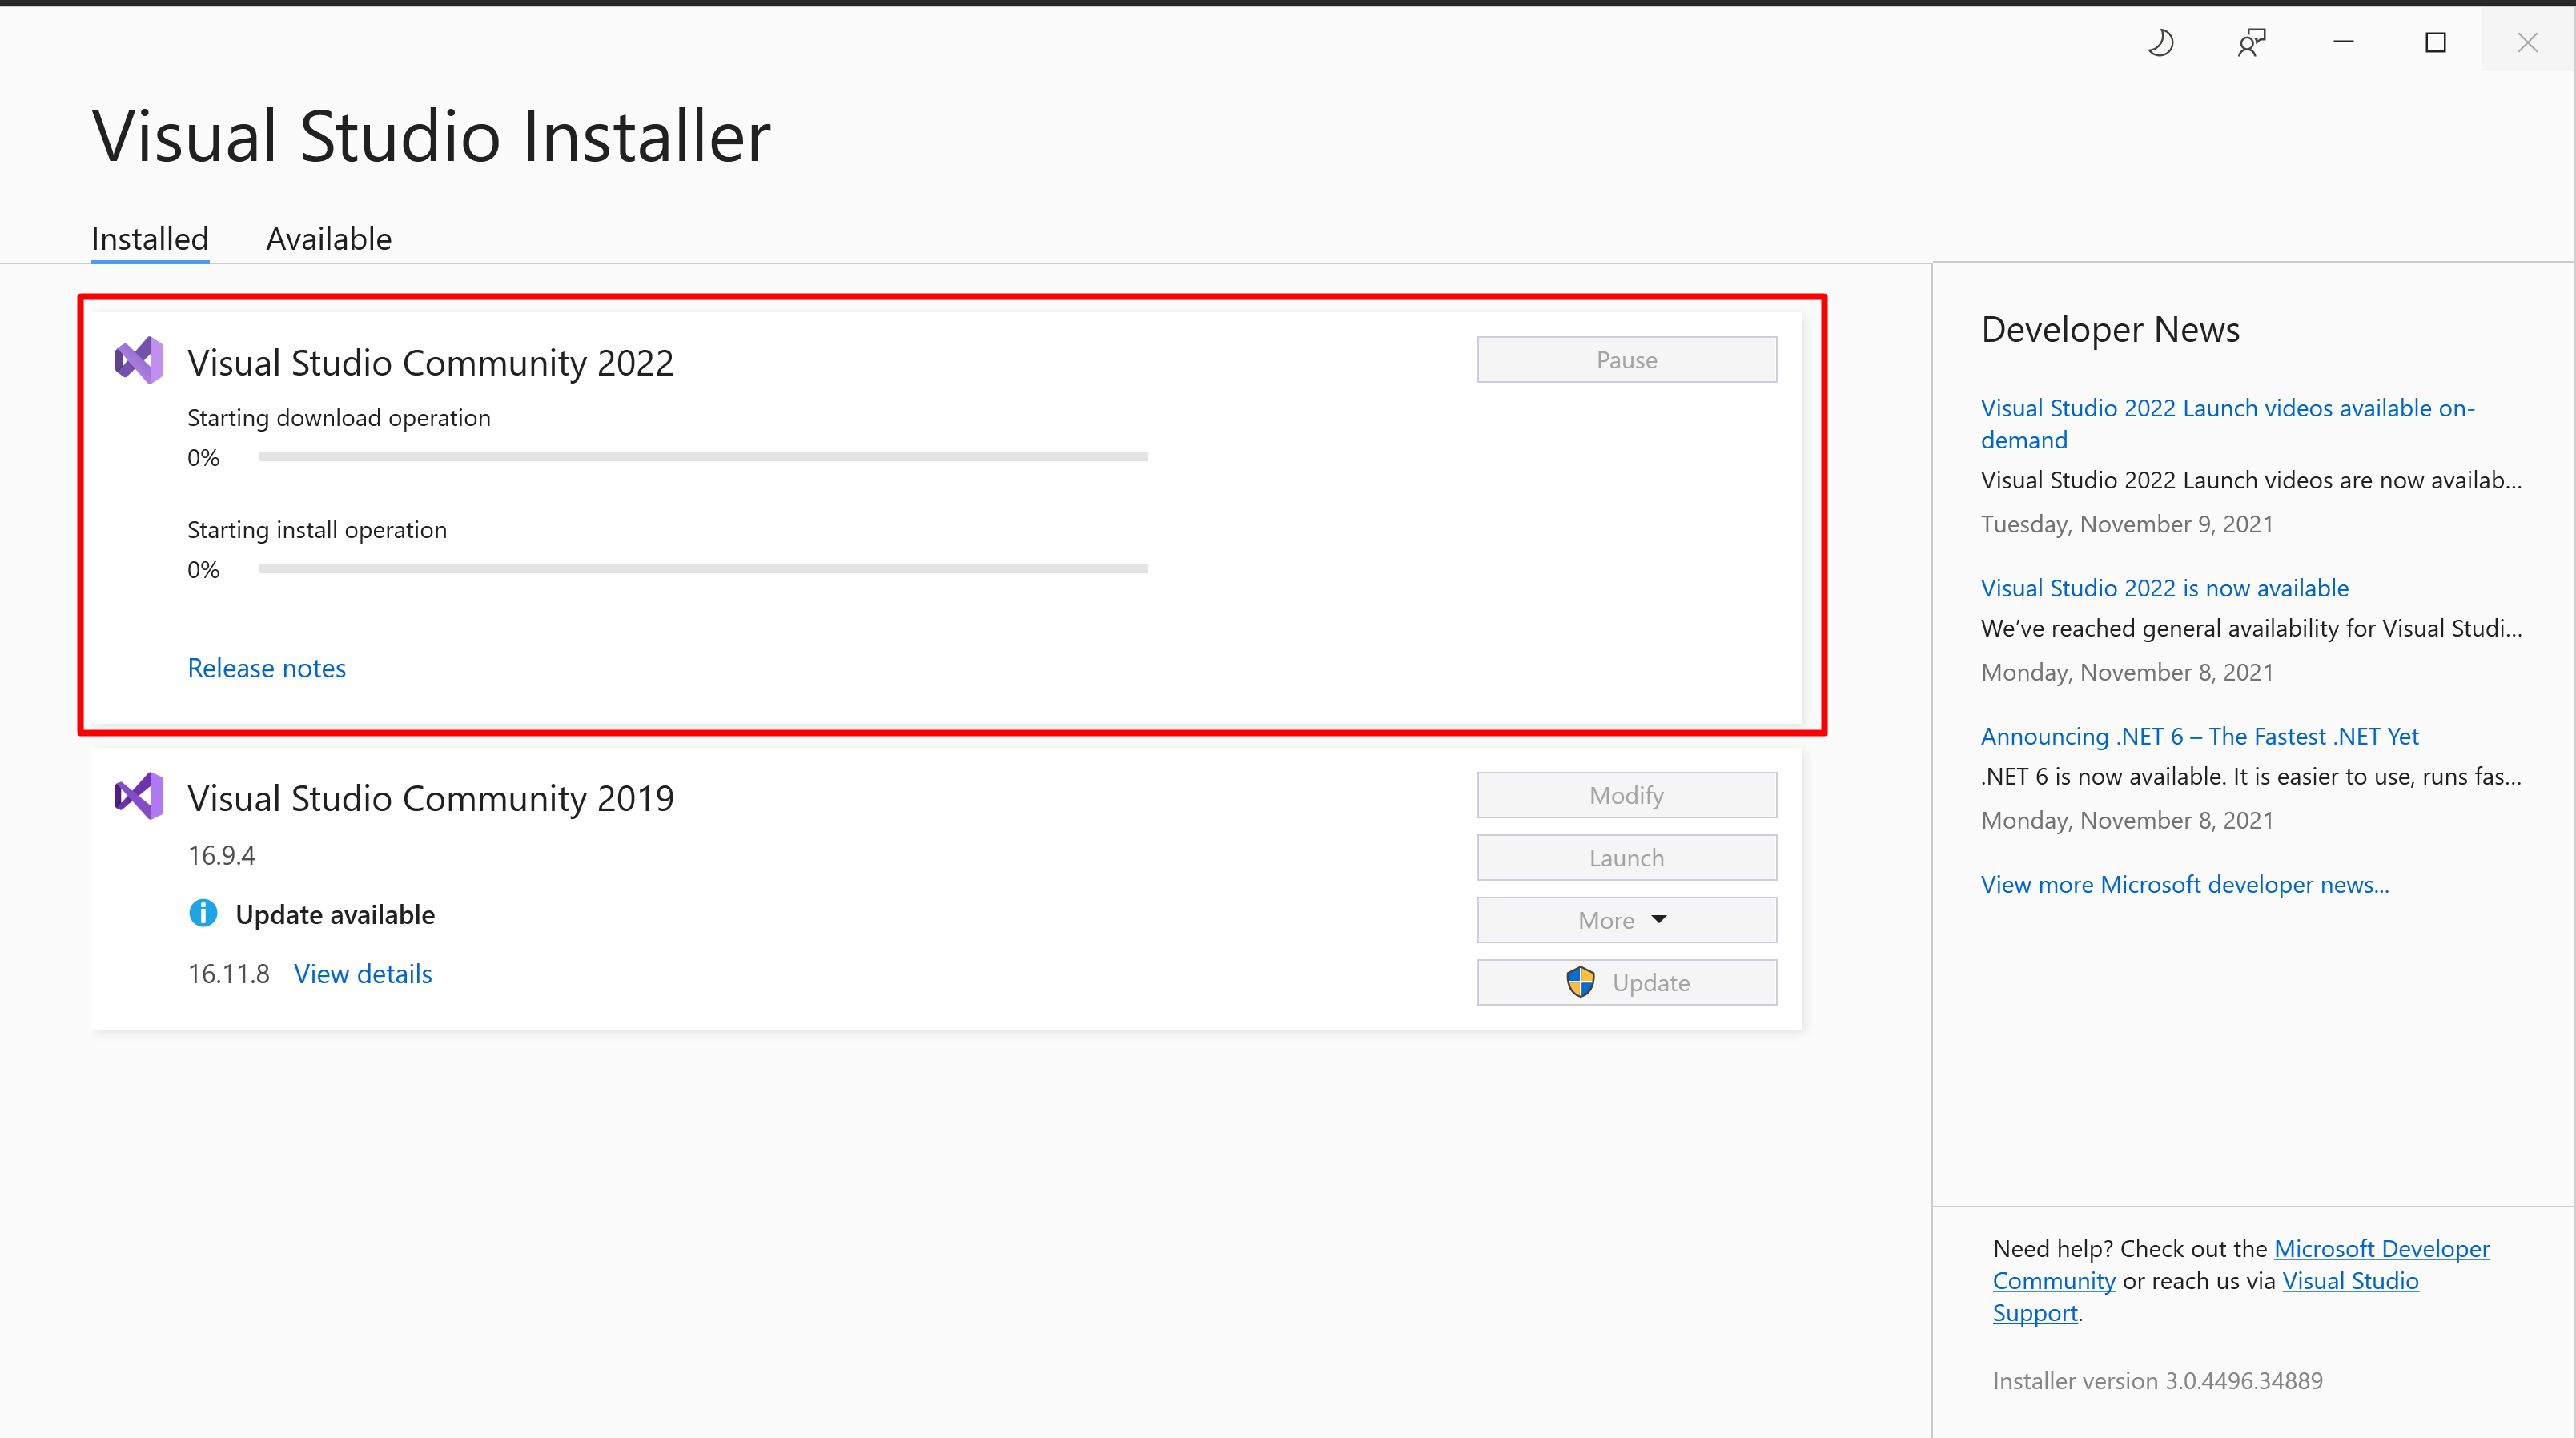 Visual Studio Installer
Installed
Available
Visual Studio Community 2022
Pause
Starting download operation
0%
Starting install operation
0%
Release notes
Visual Studio Community 2019
Modify
16.9.4
Launch
Update available
More
16.11.8 View details
Update
Developer News
Visual Studio 2022 Launch videos available on-
demand
Visual Studio 2022 Launch videos are now availab...
Tuesday, November 9, 2021
Visual Studio 2022 is now available
We’ve reached general availability for Visual Studi...
Monday, November 8, 2021
Announcing .NET 6 – The Fastest .NET Yet
.NET 6 is now available. It is easier to use, runs fas...
Monday, November 8, 2021
View more Microsoft developer news...
Need help? Check out the Microsoft Developer
Community or reach us via Visual Studio
Support.
Installer version 3.0.4496.34889